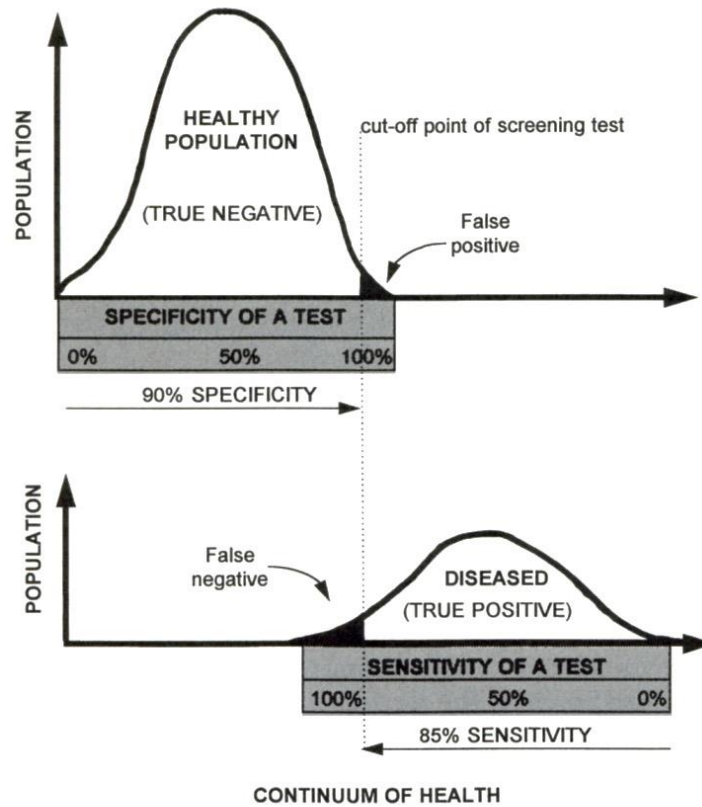 POPULATION
HEALTHY
POPULATION
(TRUE NEGATIVE)
cut-off point of screening test
False
positive
SPECIFICITY OF A TEST
0% 50% 100%
90% SPECIFICITY
POPULATION
False
negative
DISEASED
(TRUE POSITIVE)
SENSITIVITY OF A TEST
100% 50% 0%
85% SENSITIVITY
CONTINUUM OF HEALTH